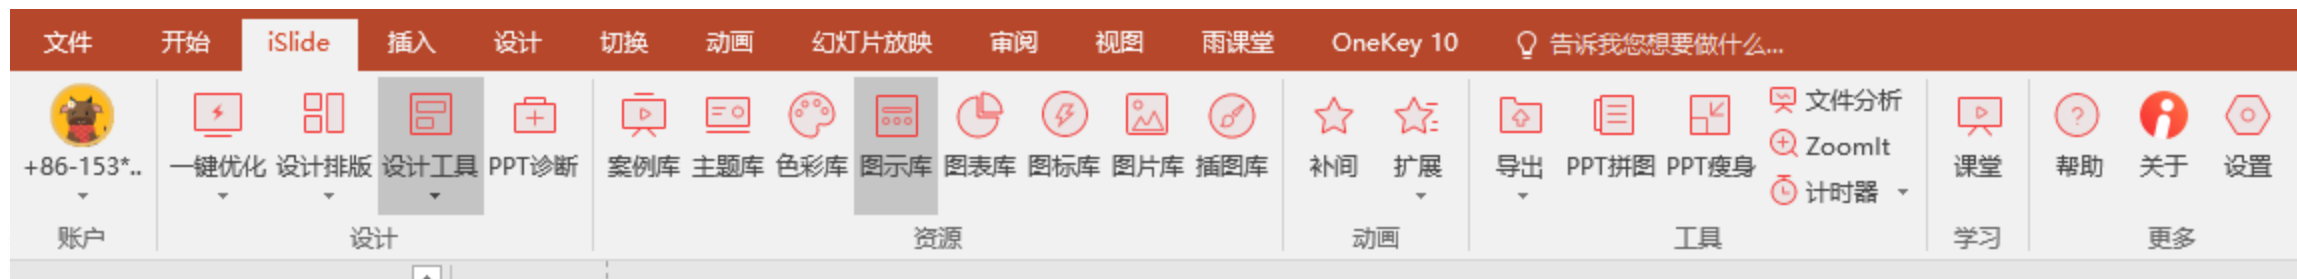 文件 开始 iSlide 插入 设计 切换 动画 幻灯片放映 审阅 视图 雨课堂 OneKey 10 告诉我您想要做什么...
+86-153*.. 一键优化 设计排版 设计工具 PPT诊断 案例库 主题库 色彩库 图示库 图表库 图标库 图片库 插图库 补间 扩展 导出 PPT拼图 PPT瘦身 文件分析 ZoomIt 计时器 课堂 帮助 关于 设置
账户 设计 资源 动画 工具 学习 更多